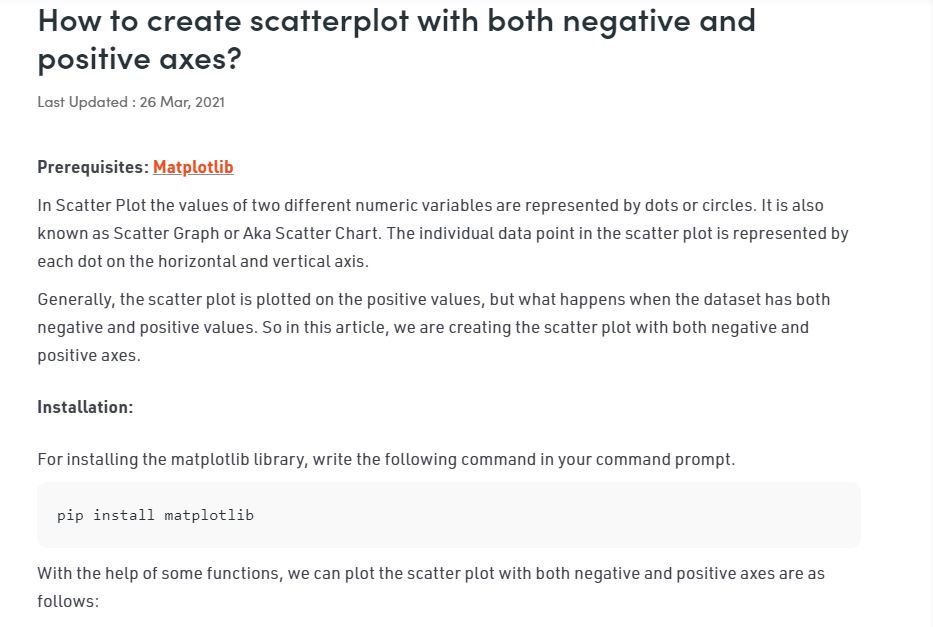 How to create scatterplot with both negative and
positive axes?
Last Updated : 26 Mar, 2021
Prerequisites: Matplotlib
In Scatter Plot the values of two different numeric variables are represented by dots or circles. It is also
known as Scatter Graph or Aka Scatter Chart. The individual data point in the scatter plot is represented by
each dot on the horizontal and vertical axis.
Generally, the scatter plot is plotted on the positive values, but what happens when the dataset has both
negative and positive values. So in this article, we are creating the scatter plot with both negative and
positive axes.
Installation:
For installing the matplotlib library, write the following command in your command prompt.
pip install matplotlib
With the help of some functions, we can plot the scatter plot with both negative and positive axes are as
follows: